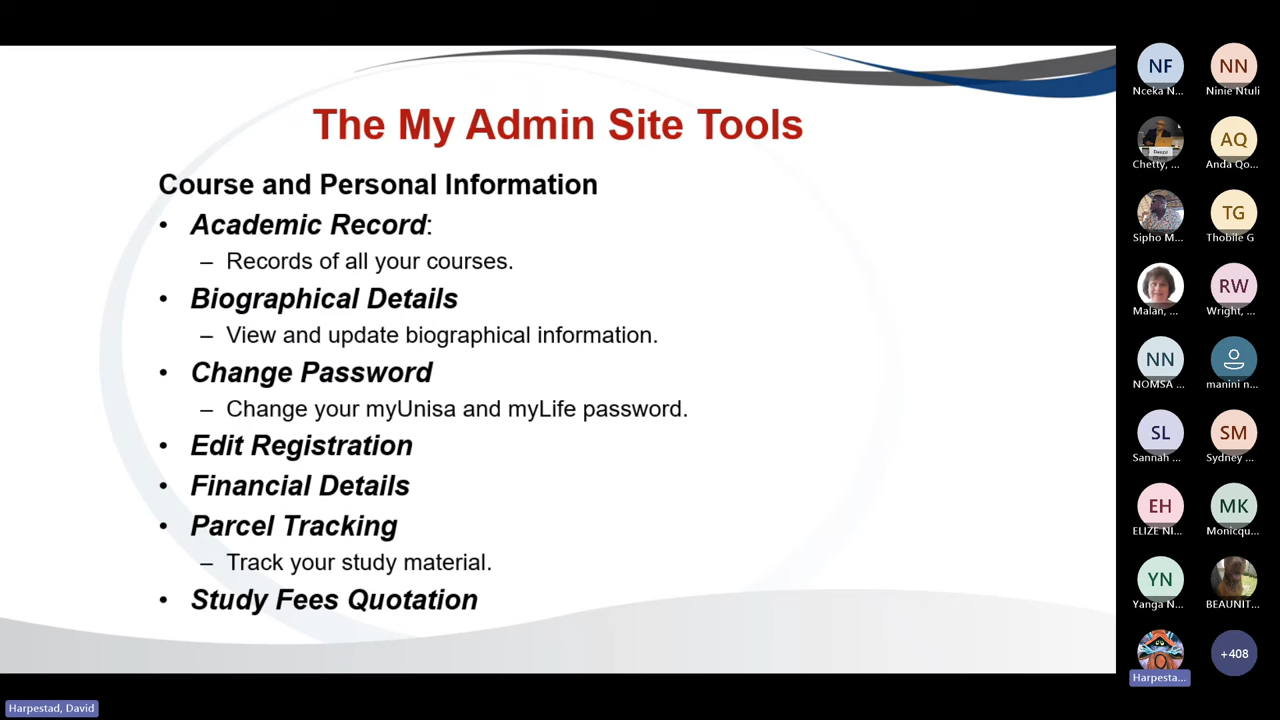 The My Admin Site Tools
Course and Personal Information
• Academic Record:
– Records of all your courses.
• Biographical Details
– View and update biographical information.
• Change Password
– Change your myUnisa and myLife password.
• Edit Registration
• Financial Details
• Parcel Tracking
– Track your study material.
• Study Fees Quotation
NF
Nceka N...
NN
Ninie Ntuli
Chetty, ...
AQ
Anda Qo...
Sipho M...
TG
Thobile G
Malan, ...
RW
Wright, ...
NN
NOMSA ...
manini n...
SL
Sannah ...
SM
Sydney ...
EH
ELIZE NI...
MK
Monicqu...
YN
Yanga N...
BEAUNIT...
Harpesta...
+408
Harpestad, David